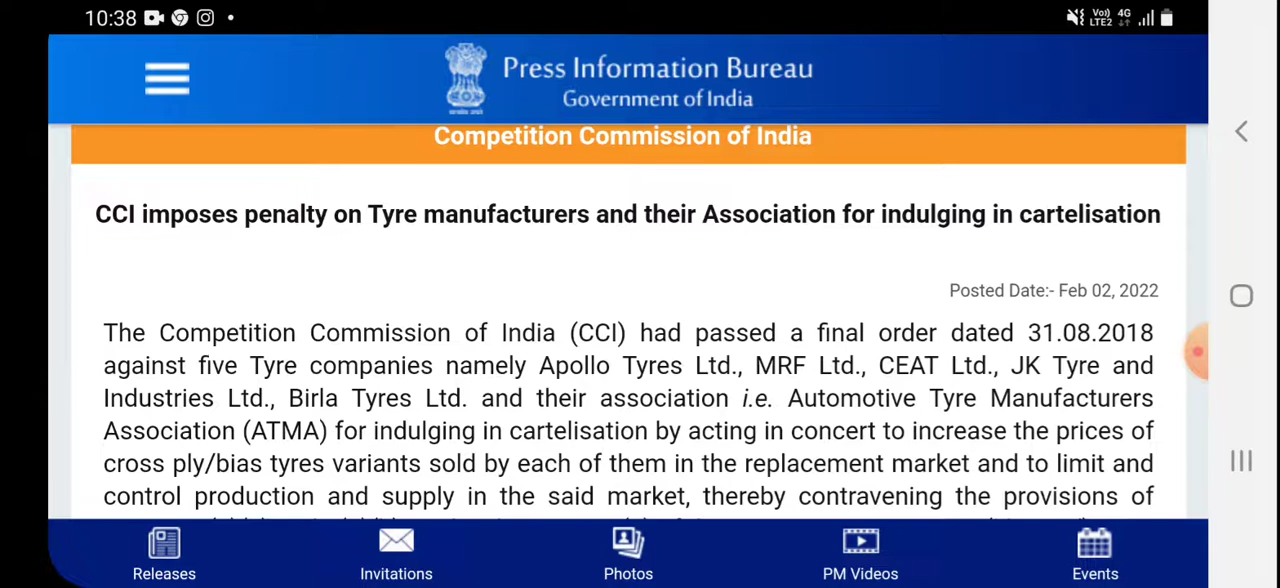 10:38
Vo) 4G
LTE2
Press Information Bureau
Government of India
Competition Commission of India
CCI imposes penalty on Tyre manufacturers and their Association for indulging in cartelisation
Posted Date:- Feb 02, 2022
The Competition Commission of India (CCI) had passed a final order dated 31.08.2018
against five Tyre companies namely Apollo Tyres Ltd., MRF Ltd., CEAT Ltd., JK Tyre and
Industries Ltd., Birla Tyres Ltd. and their association i.e. Automotive Tyre Manufacturers
Association (ATMA) for indulging in cartelisation by acting in concert to increase the prices of
cross ply/bias tyres variants sold by each of them in the replacement market and to limit and
control production and supply in the said market, thereby contravening the provisions of
Releases Invitations Photos PM Videos Events